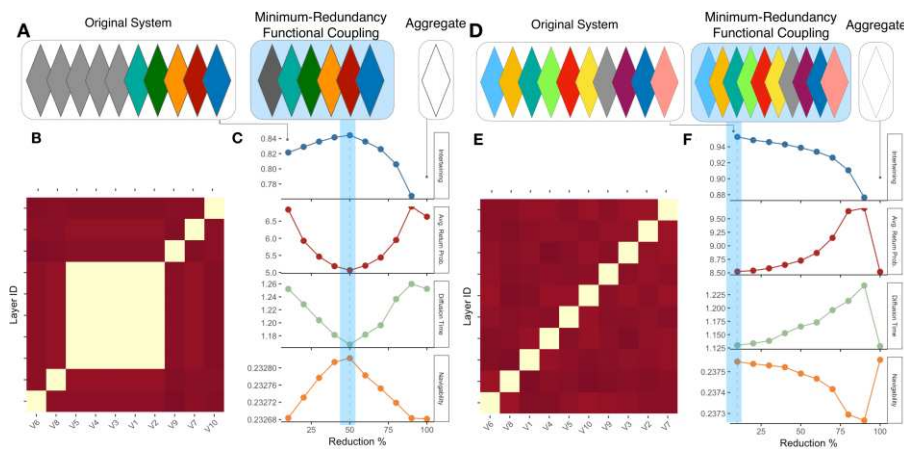 A
Original System
Minimum-Redundancy
Functional Coupling
Aggregate
B
C
0.84
0.82
0.80
0.78
Intertwining
6.5
6.0
5.5
5.0
Avg. Return Prob.
1.26
1.24
1.22
1.20
1.18
Diffusion Time
0.23280
0.23276
0.23272
0.23268
Navigability
Layer ID
V6 V8 V5 V4 V3 V1 V2 V9 V7 V10
25 50 75 100
Reduction %
D
Original System
Minimum-Redundancy
Functional Coupling
Aggregate
E
F
0.94
0.92
0.90
0.88
Intertwining
9.50
9.25
9.00
8.75
8.50
Avg. Return Prob.
1.225
1.200
1.175
1.150
1.125
Diffusion Time
0.2375
0.2374
0.2373
Navigability
Layer ID
V6 V8 V1 V4 V5 V10 V9 V3 V2 V7
25 50 75 100
Reduction %